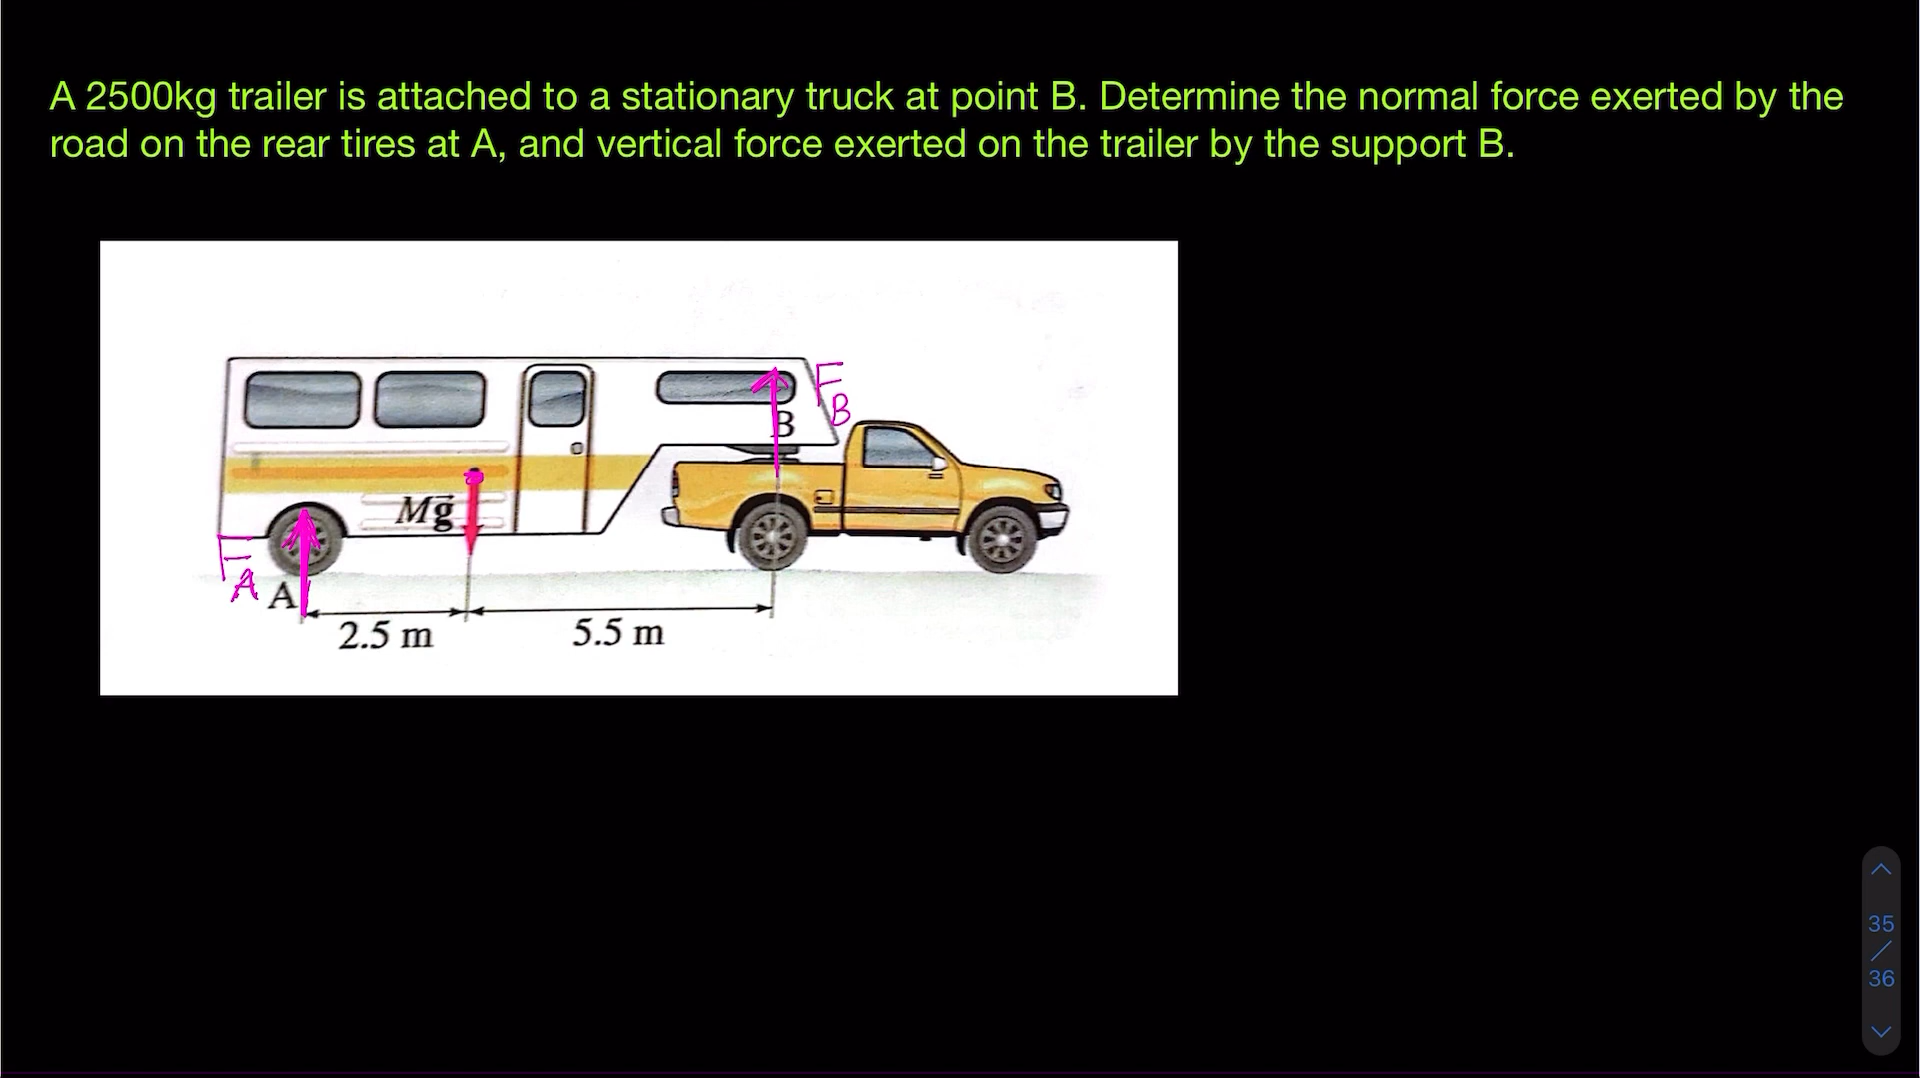 A 2500kg trailer is attached to a stationary truck at point B. Determine the normal force exerted by the
road on the rear tires at A, and vertical force exerted on the trailer by the support B.
F
B
B
Mg⃗
F
A
A
2.5 m
5.5 m
35
/
36